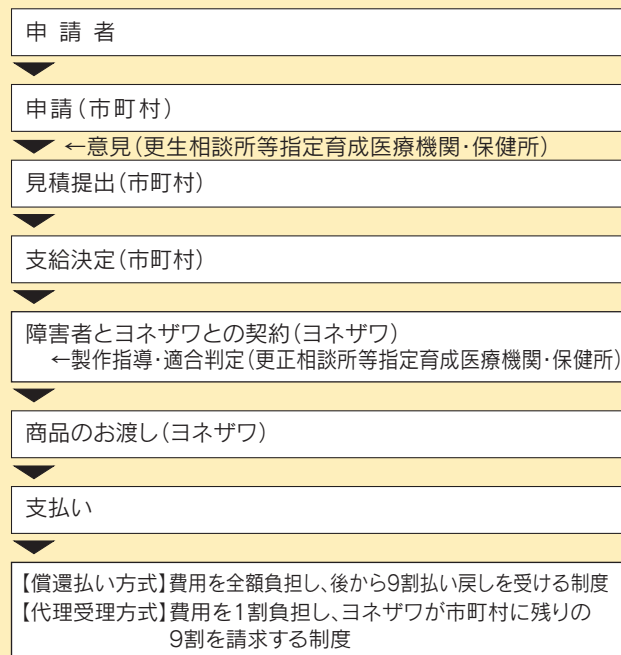 申 請 者
申請(市町村)
←意見(更生相談所等指定育成医療機関・保健所)
見積提出(市町村)
支給決定(市町村)
障害者とヨネザワとの契約(ヨネザワ)
←製作指導・適合判定(更正相談所等指定育成医療機関・保健所)
商品のお渡し(ヨネザワ)
支払い
【償還払い方式】費用を全額負担し、後から9割払い戻しを受ける制度
【代理受理方式】費用を1割負担し、ヨネザワが市町村に残りの
9割を請求する制度